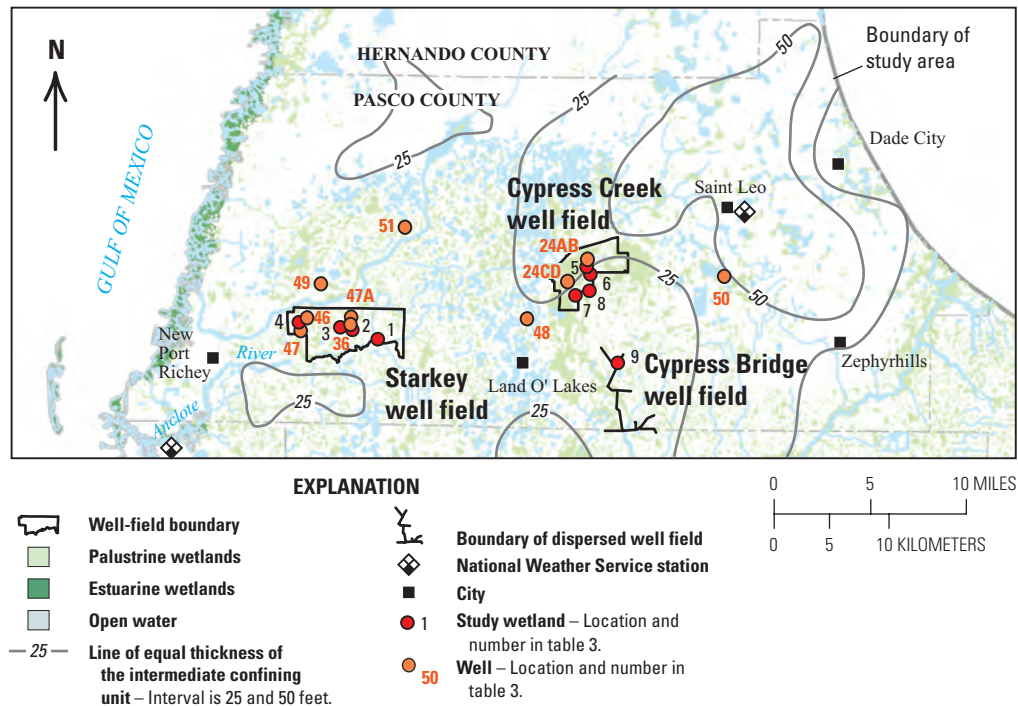 N
HERNANDO COUNTY
PASCO COUNTY
GULF OF MEXICO
50
25
25
Boundary of
study area
Dade City
Saint Leo
Cypress Creek
well field
51
24AB
5
24CD
6
8
7
25
50
50
49
47A
46
4
3
2
1
47
36
48
New
Port
Richey
River
Anclote
25
Starkey
well field
Land O' Lakes
9
Cypress Bridge
well field
Zephyrhills
25
EXPLANATION
Well-field boundary
Palustrine wetlands
Estuarine wetlands
Open water
25 Line of equal thickness of
the intermediate confining
unit – Interval is 25 and 50 feet.
Boundary of dispersed well field
National Weather Service station
City
1 Study wetland – Location and
number in table 3.
50 Well – Location and number in
table 3.
0 5 10 MILES
0 5 10 KILOMETERS